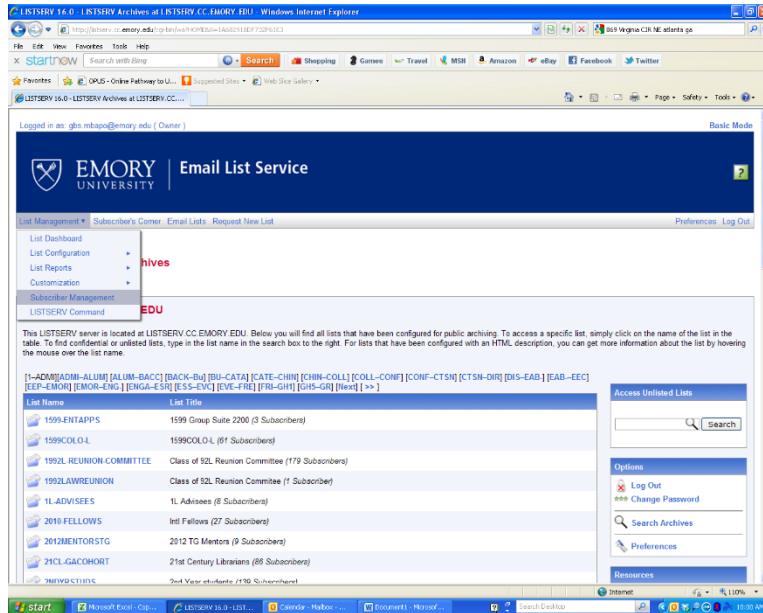 LISTSERV 16.0 - LISTSERV Archives at LISTSERV.CC.EMORY.EDU - Windows Internet Explorer
869 Virginia CIR NE atlanta ga
File Edit View Favorites Tools Help
x startnow Search with Bing Search Shopping Games Travel MSN Amazon eBay Facebook Twitter
Favorites OPUS - Online Pathway to U... Suggested Sites Web Slice Gallery
LISTSERV 16.0 - LISTSERV Archives at LISTSERV.CC.... Page Safety Tools
Logged in as: gbs.mbapo@emory.edu ( Owner ) Basic Mode
EMORY UNIVERSITY Email List Service ?
List Management Subscriber's Corner Email Lists Request New List Preferences Log Out
List Dashboard
List Configuration
List Reports
Customization
Subscriber Management
LISTSERV Command
hives
EDU
This LISTSERV server is located at LISTSERV.CC.EMORY.EDU. Below you will find all lists that have been configured for public archiving. To access a specific list, simply click on the name of the list in the
table. To find confidential or unlisted lists, type in the list name in the search box to the right. For lists that have been configured with an HTML description, you can get more information about the list by hovering
the mouse over the list name.
[1–ADMI][ADMI–ALUM] [ALUM–BACC] [BACK–Bu] [BU–CATA] [CATE–CHIN] [CHIN–COLL] [COLL–CONF] [CONF–CTSN] [CTSN–DIR] [DIS–EAB-] [EAB.–EEC]
[EEP–EMOR] [EMOR–ENG.] [ENGA–ESR] [ESS–EVC] [EVE–FRE] [FRI–GH1] [GH5–GR] [Next] [ >> ]
List Name List Title
1599-ENTAPPS 1599 Group Suite 2200 (3 Subscribers)
1599COLO-L 1599COLO-L (61 Subscribers)
1992L-REUNION-COMMITTEE Class of 92L Reunion Committee (179 Subscribers)
1992LAWREUNION Class of 92L Reunion Commitee (1 Subscriber)
1L-ADVISEES 1L Advisees (8 Subscribers)
2010-FELLOWS Intl Fellows (27 Subscribers)
2012MENTORSTG 2012 TG Mentors (9 Subscribers)
21CL-GACOHORT 21st Century Librarians (86 Subscribers)
2NDYRSTUDS 2nd Year students (139 Subscribers)
Access Unlisted Lists
Search
Options
Log Out
Change Password
Search Archives
Preferences
Resources
Internet 110%
start Microsoft Excel - Cop... LISTSERV 16.0 - LIST... Calendar - Mailbox - ... Document1 - Microsof... Search Desktop 10:00 AM